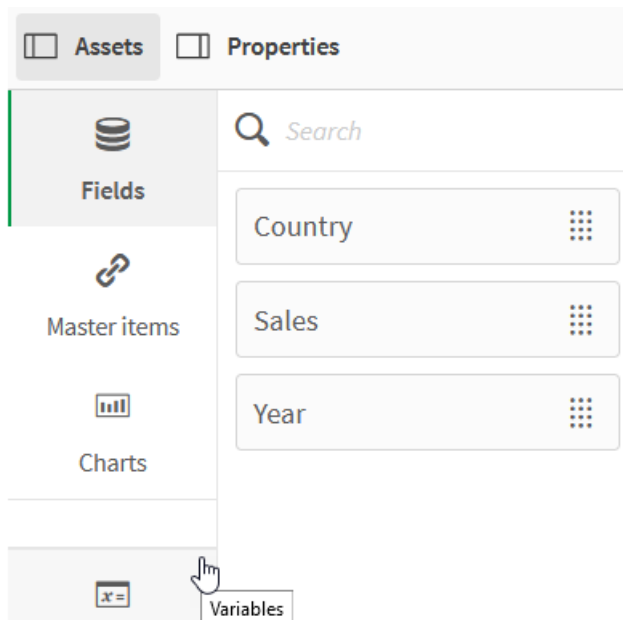 Assets Properties
Fields
Search
Country
Master items
Sales
Year
Charts
x =
Variables